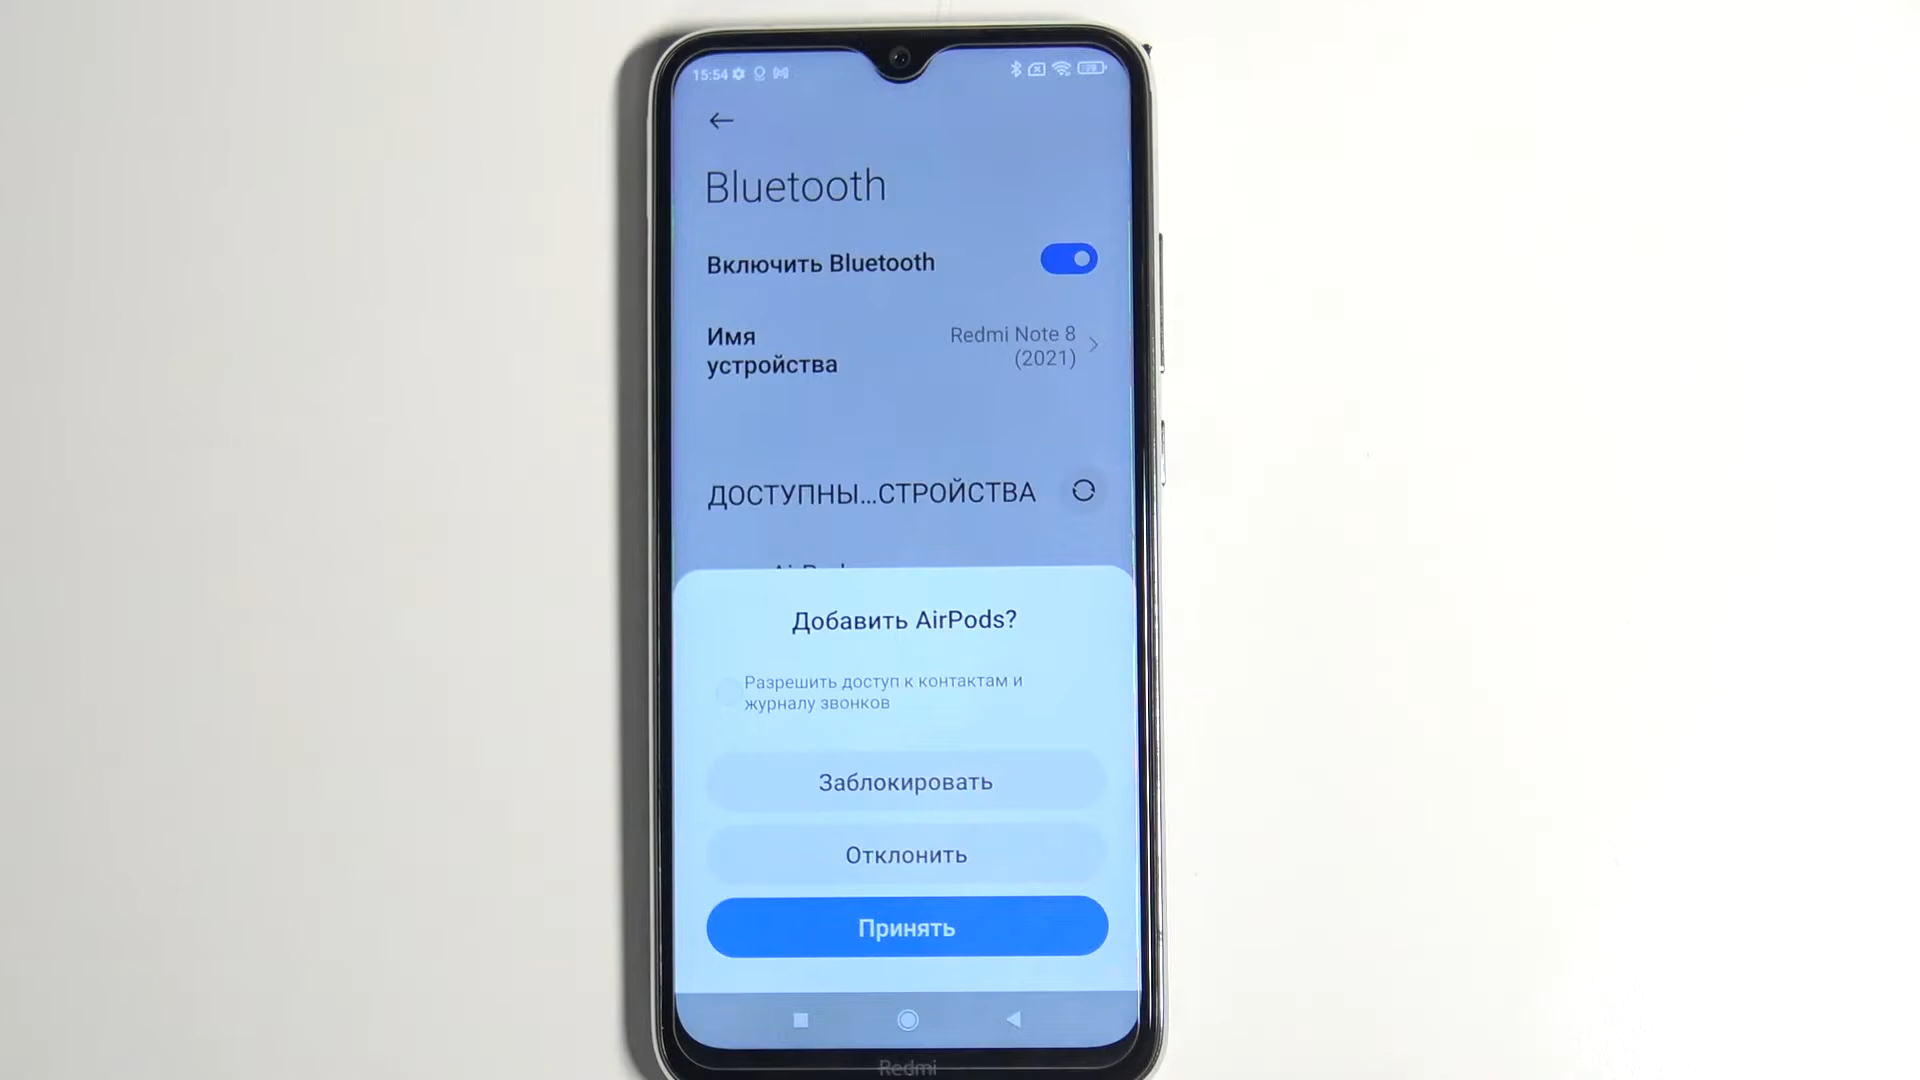 15:54
Bluetooth
Включить Bluetooth
Имя
устройства
Redmi Note 8
(2021)
ДОСТУПНЫ...СТРОЙСТВА
Добавить AirPods?
Разрешить доступ к контактам и
журналу звонков
Заблокировать
Отклонить
Принять
Redmi